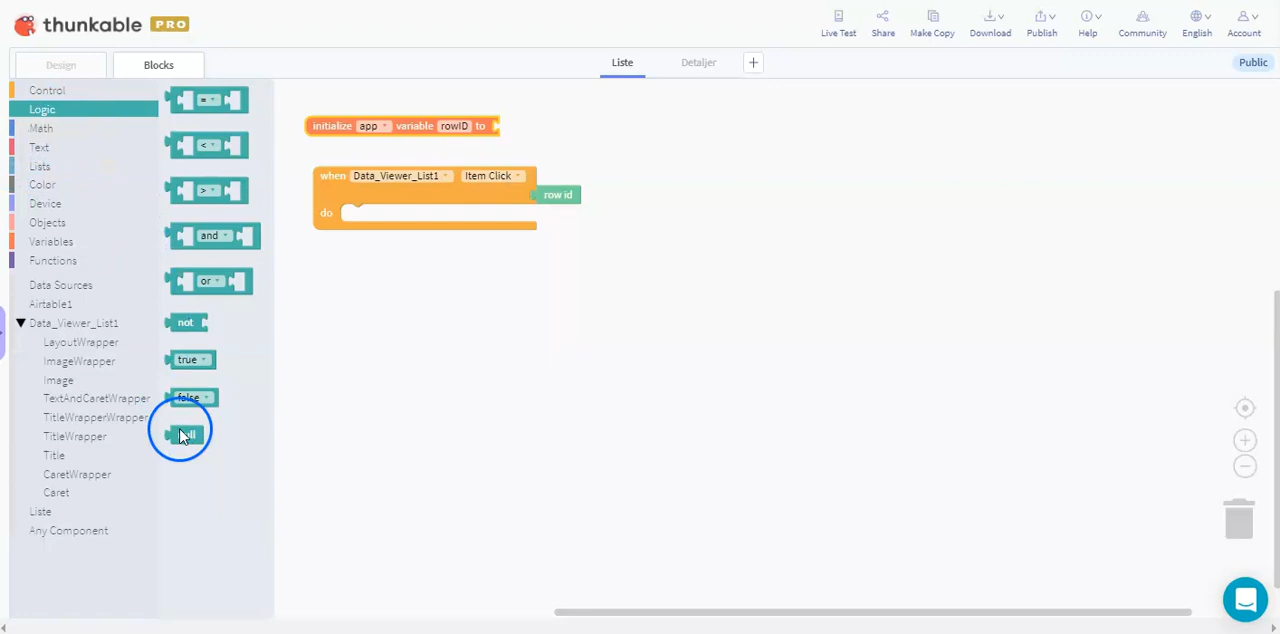 thunkable PRO
Live Test Share Make Copy Download Publish Help Community English Account
Design Blocks Liste Detaljer + Public
Control
Logic
Math
Text
Lists
Color
Device
Objects
Variables
Functions
Data Sources
Airtable1
Data_Viewer_List1
LayoutWrapper
ImageWrapper
Image
TextAndCaretWrapper
TitleWrapperWrapper
TitleWrapper
Title
CaretWrapper
Caret
Liste
Any Component
=
<
>
and
or
not
true
false
initialize app variable rowID to
when Data_Viewer_List1 Item Click
row id
do